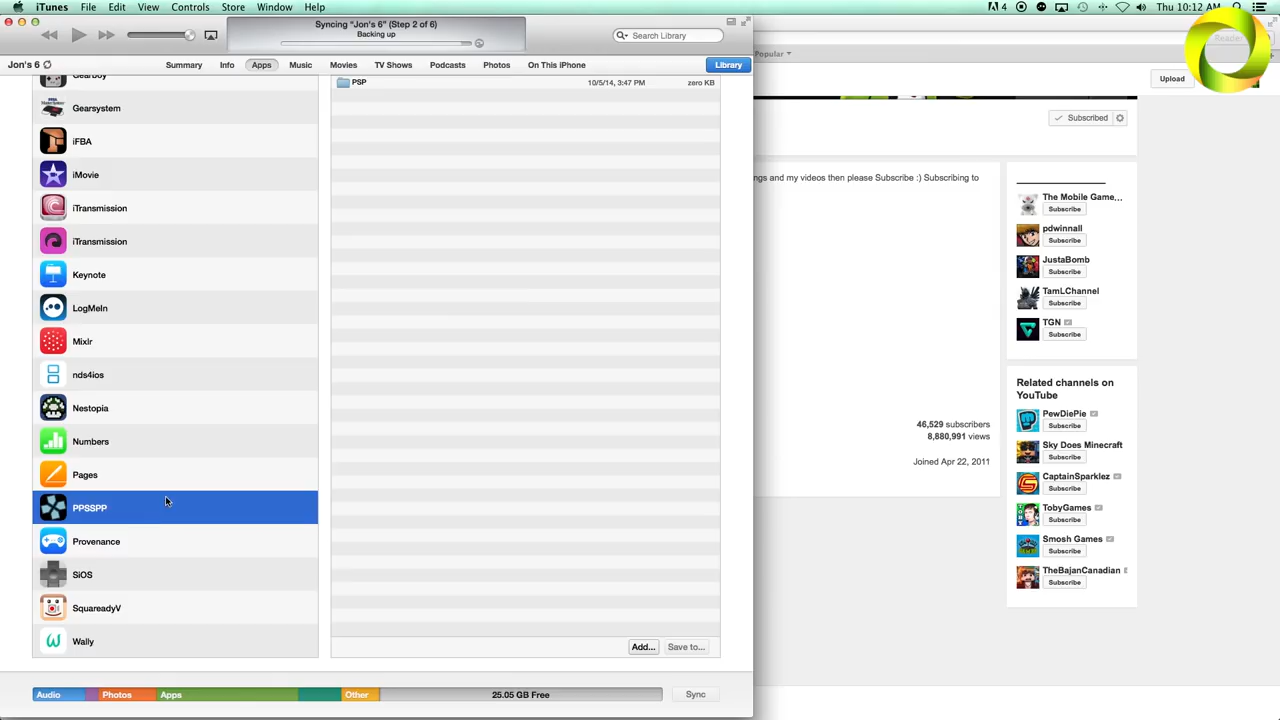 iTunes File Edit View Controls Store Window Help
4 Thu 10:12 AM
Syncing “Jon's 6” (Step 2 of 6)
Backing up
Search Library
Reader
Popular
Jon's 6 Summary Info Apps Music Movies TV Shows Podcasts Photos On This iPhone Library
Upload
GearBoy
Gearsystem
iFBA
iMovie
iTransmission
iTransmission
Keynote
LogMeIn
Mixlr
nds4ios
Nestopia
Numbers
Pages
PPSSPP
Provenance
SiOS
SquareadyV
Wally
PSP 10/5/14, 3:47 PM zero KB
Add... Save to...
Audio Photos Apps Other 25.05 GB Free Sync
Subscribed
ngs and my videos then please Subscribe :) Subscribing to
46,529 subscribers
8,880,991 views
Joined Apr 22, 2011
The Mobile Game...
Subscribe
pdwinnall
Subscribe
JustaBomb
Subscribe
TamLChannel
Subscribe
TGN
Subscribe
Related channels on
YouTube
PewDiePie
Subscribe
Sky Does Minecraft
Subscribe
CaptainSparklez
Subscribe
TobyGames
Subscribe
Smosh Games
Subscribe
TheBajanCanadian
Subscribe